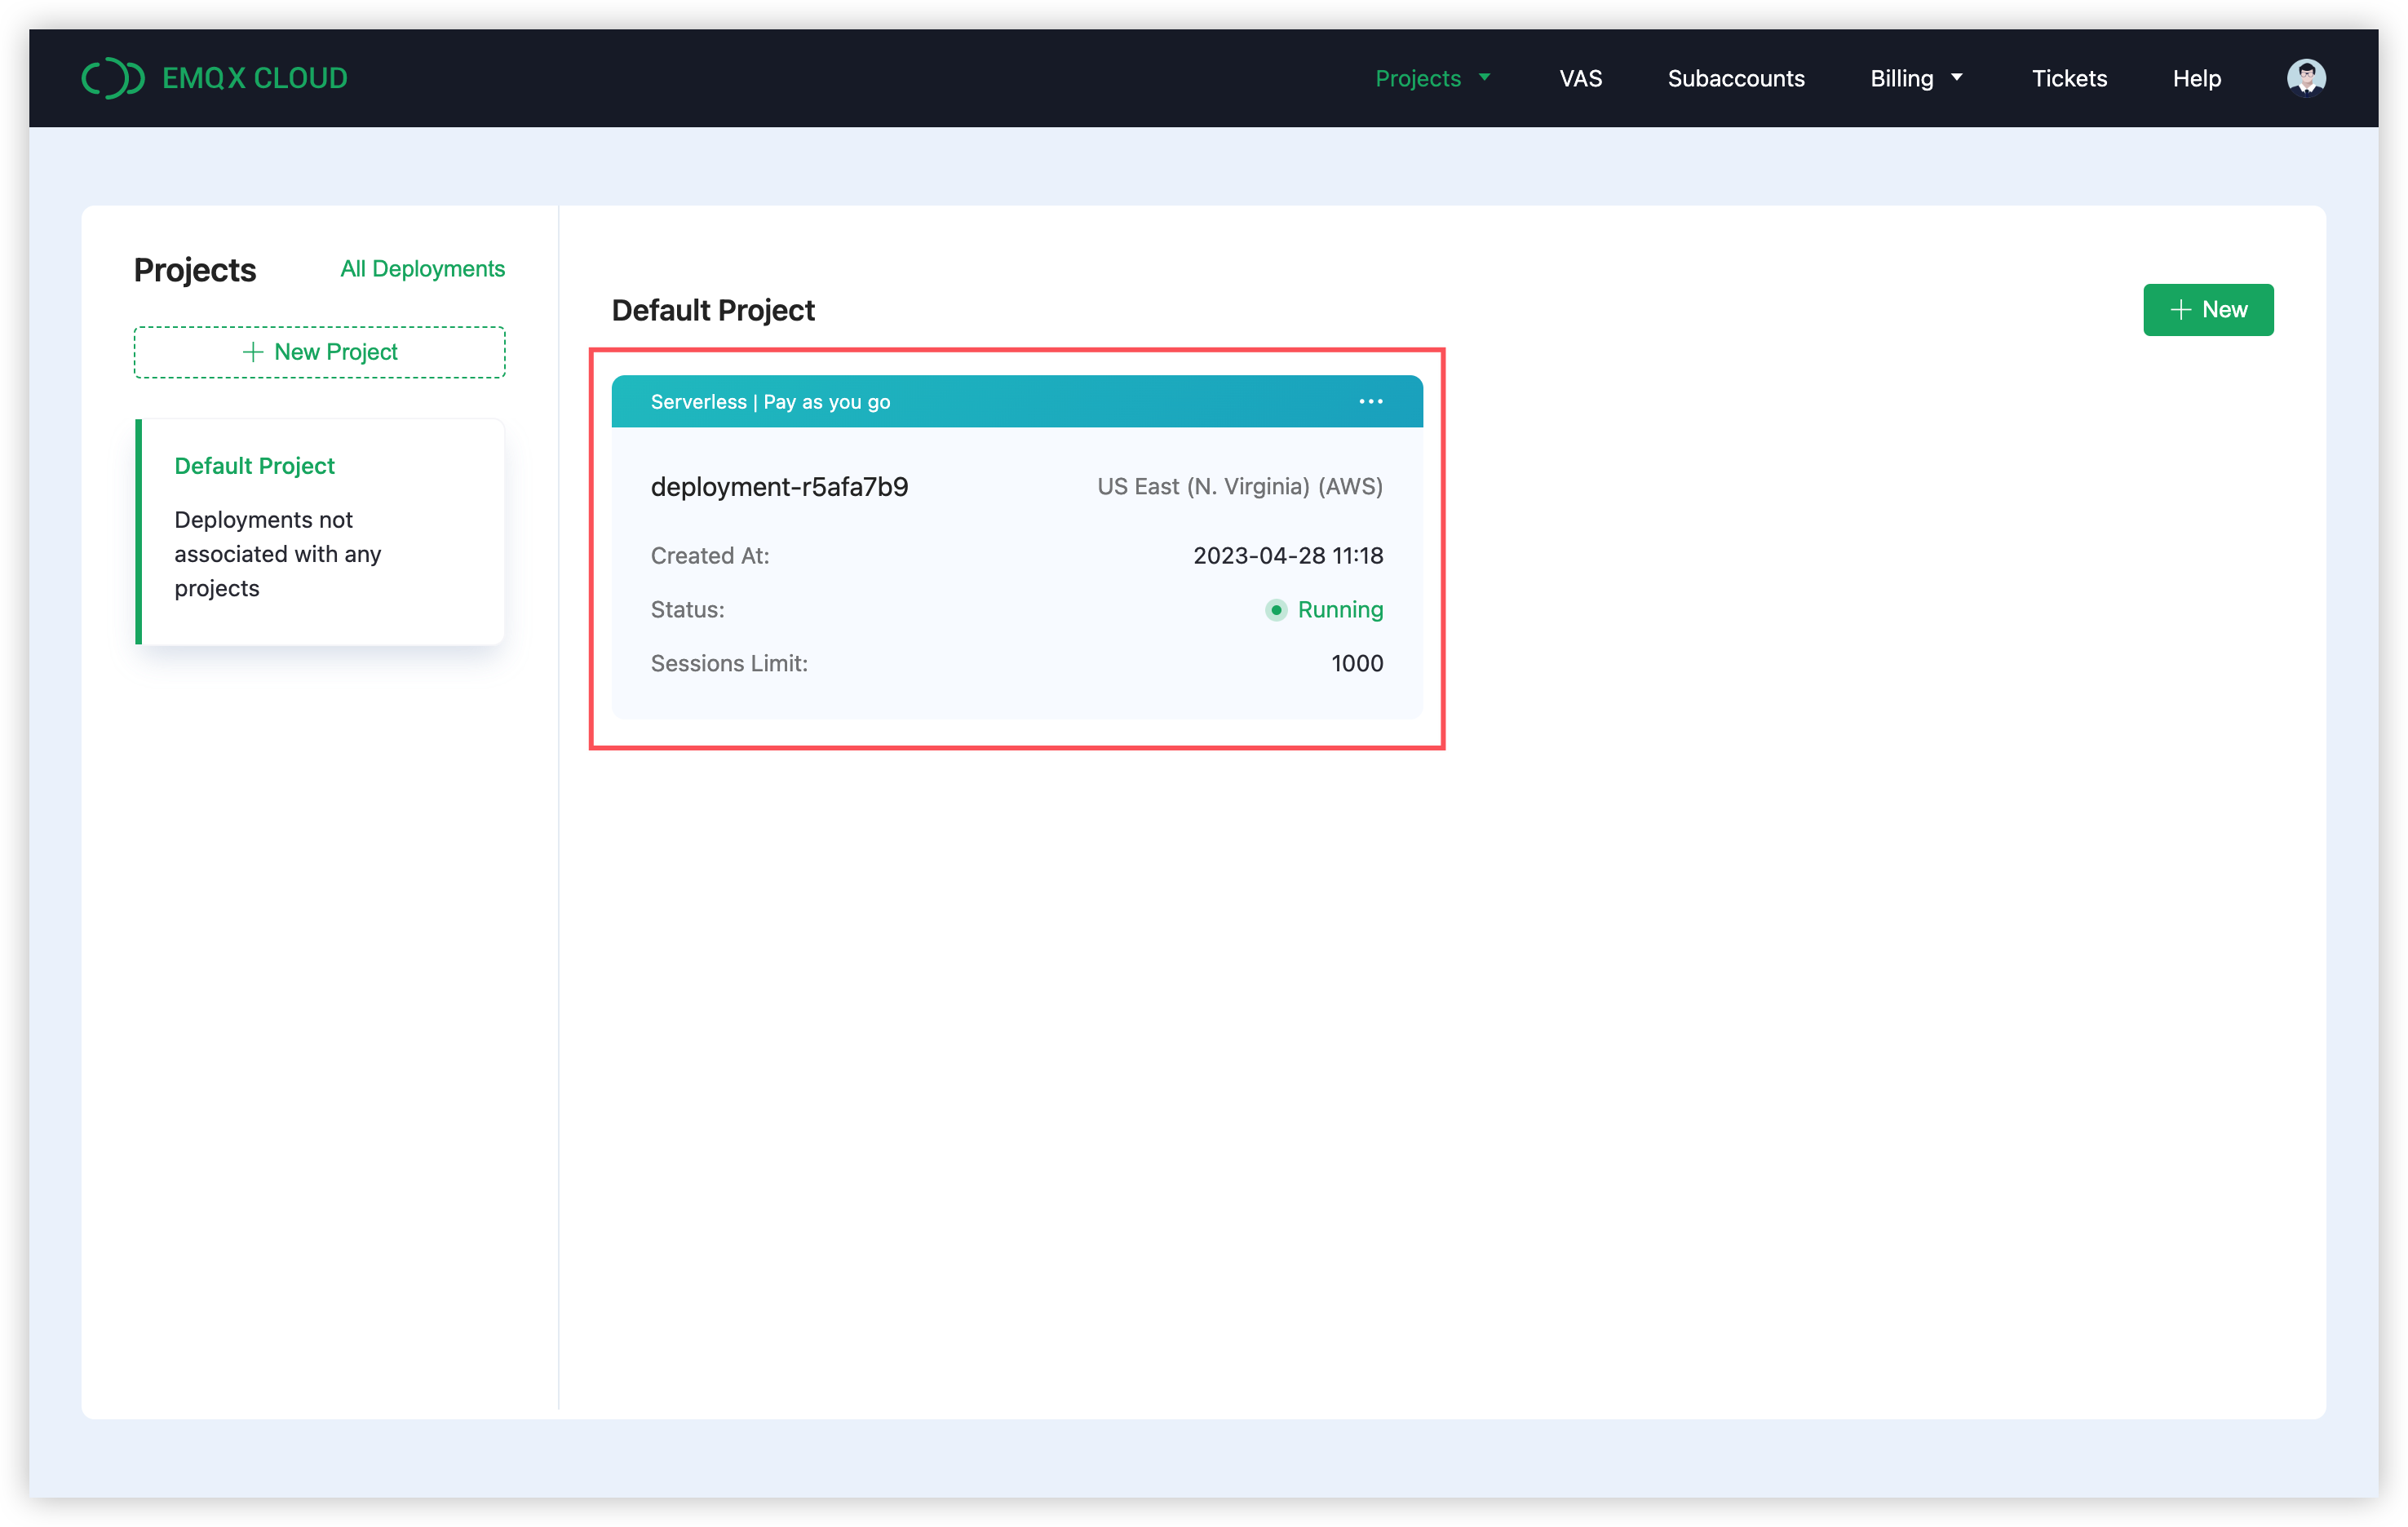 EMQX CLOUD
Projects
VAS
Subaccounts
Billing
Tickets
Help
Projects
All Deployments
+ New Project
Default Project
Deployments not
associated with any
projects
Default Project
+ New
Serverless | Pay as you go
deployment-r5afa7b9
US East (N. Virginia) (AWS)
Created At:
2023-04-28 11:18
Status:
Running
Sessions Limit:
1000